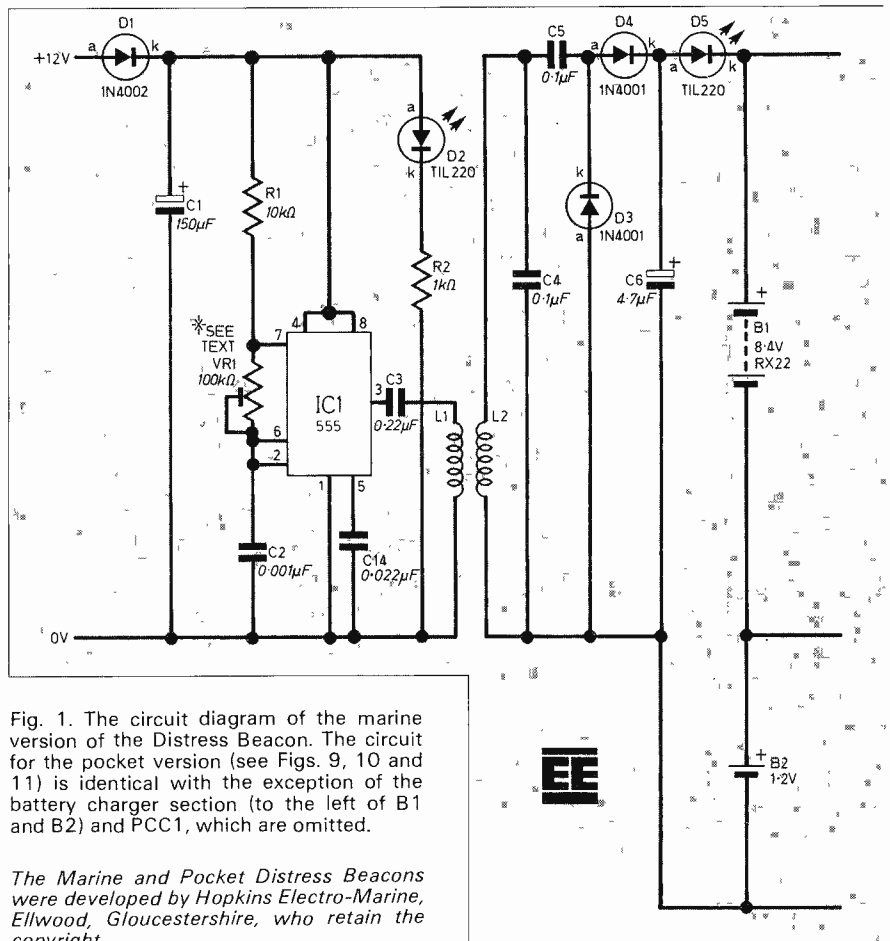 D1
+12V
a
k
1N4002
C1
+
150µF
R1
10kΩ
a
D2
TIL220
k
R2
1kΩ
*SEE
TEXT
VR1
100kΩ
4
8
7
6
2
3
1
5
IC1
555
C3
0·22µF
C2
0·001µF
C14
0·022µF
0V
L1
L2
C5
0·1µF
D4
a
k
1N4001
D5
a
k
TIL220
k
D3
a
1N4001
C4
0·1µF
+
C6
4·7µF
+
B1
8·4V
RX22
+
B2
1·2V
EE
Fig. 1. The circuit diagram of the marine
version of the Distress Beacon. The circuit
for the pocket version (see Figs. 9, 10 and
11) is identical with the exception of the
battery charger section (to the left of B1
and B2) and PCC1, which are omitted.
The Marine and Pocket Distress Beacons
were developed by Hopkins Electro-Marine,
Ellwood, Gloucestershire, who retain the
copyright